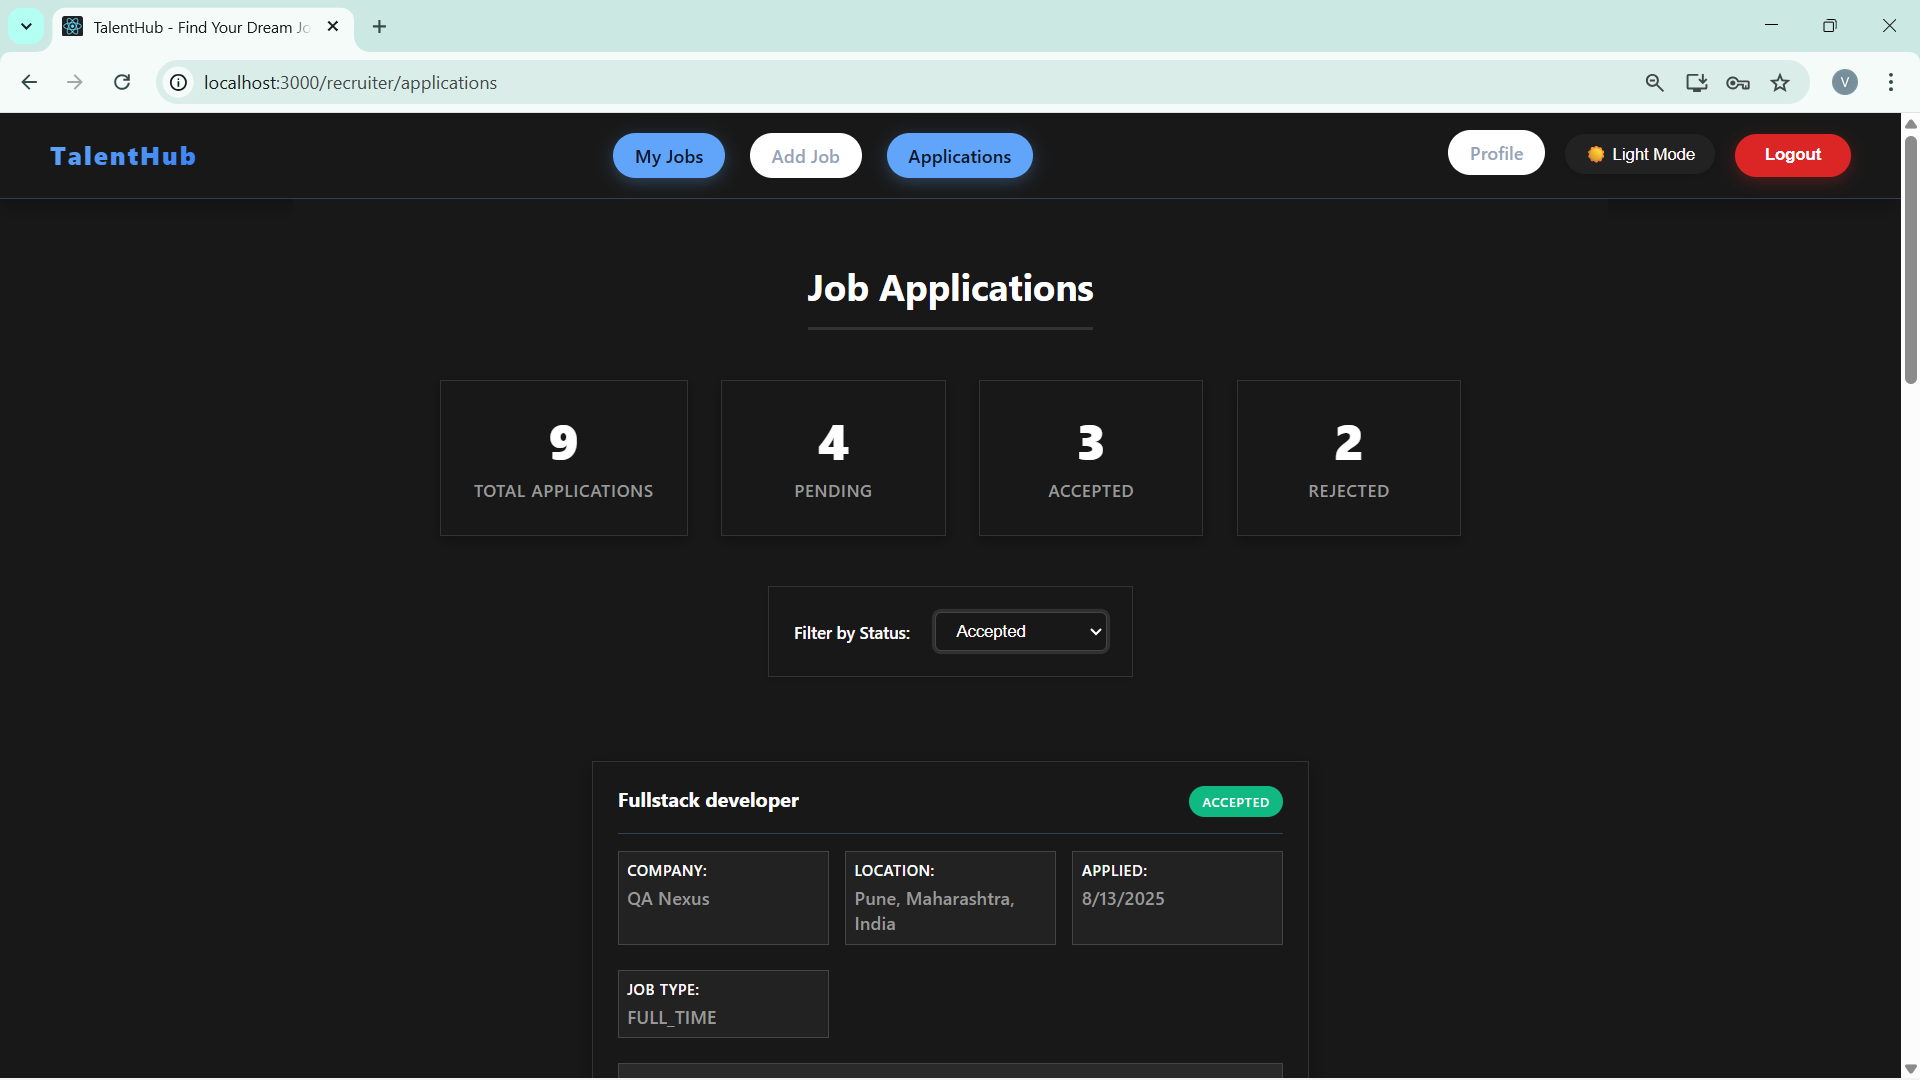 TalentHub - Find Your Dream Jo
localhost:3000/recruiter/applications
V
TalentHub
My Jobs
Add Job
Applications
Profile
Light Mode
Logout
Job Applications
9
TOTAL APPLICATIONS
4
PENDING
3
ACCEPTED
2
REJECTED
Filter by Status:
Accepted
Fullstack developer
ACCEPTED
COMPANY:
QA Nexus
LOCATION:
Pune, Maharashtra,
India
APPLIED:
8/13/2025
JOB TYPE:
FULL_TIME